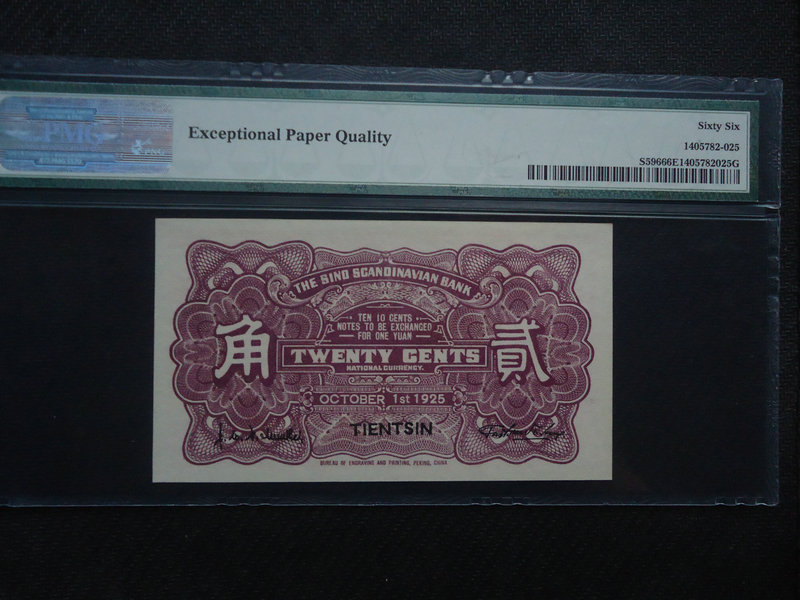 PMG
Exceptional Paper Quality
Sixty Six
1405782-025
S59666E1405782025G
THE SINO SCANDINAVIAN BANK
TEN 10 CENTS
NOTES TO BE EXCHANGED
FOR ONE YUAN
角 貳
TWENTY CENTS
NATIONAL CURRENCY.
OCTOBER 1st 1925
TIENTSIN
BUREAU OF ENGRAVING AND PRINTING, PEKING, CHINA.